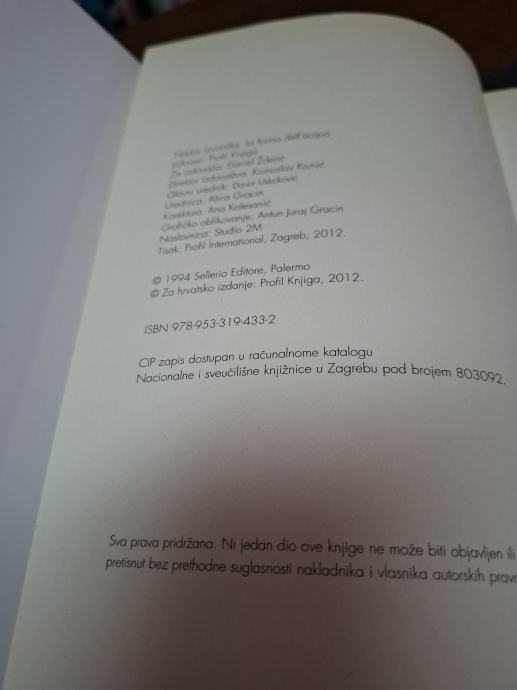 Naslov izvornika: La forma dell'acqua
Izdavač: Profil Knjiga
Za izdavača: Daniel Žderić
Direktor izdavaštva: Krunoslav Krunić
Glavni urednik: Davor Uskoković
Urednica: Alica Gracin
Korektura: Ana Kolesarić
Grafičko oblikovanje: Antun Juraj Gracin
Naslovnica: Studio 2M
Tisak: Profil International, Zagreb, 2012.
© 1994 Sellerio Editore, Palermo
© Za hrvatsko izdanje: Profil Knjiga, 2012.
ISBN 978-953-319-433-2
CIP zapis dostupan u računalnome katalogu
Nacionalne i sveučilišne knjižnice u Zagrebu pod brojem 803092.
Sva prava pridržana. Ni jedan dio ove knjige ne može biti objavljen ili
pretisnut bez prethodne suglasnosti nakladnika i vlasnika autorskih prava